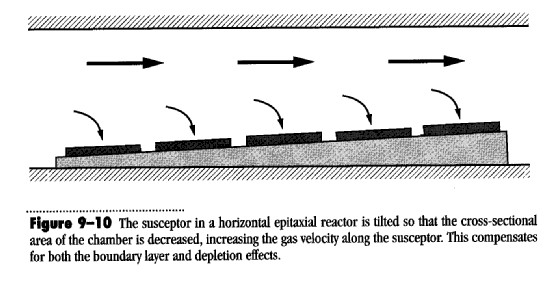 Figure 9–10 The susceptor in a horizontal epitaxial reactor is tilted so that the cross-sectional
area of the chamber is decreased, increasing the gas velocity along the susceptor. This compensates
for both the boundary layer and depletion effects.